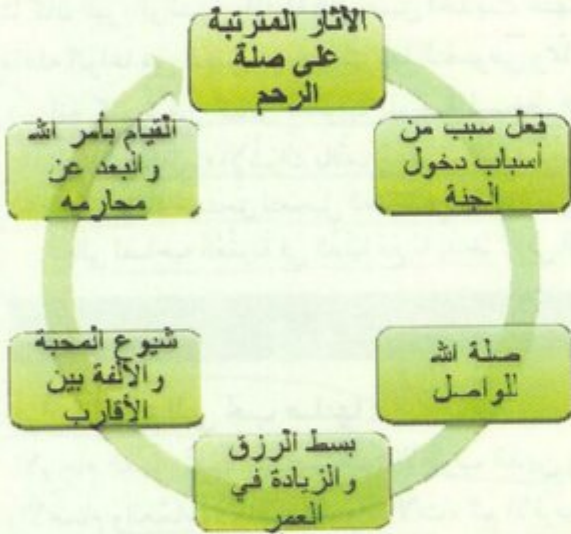 الآثار المترتبة
على صلة
الرحم
فعل سبب من
أسباب دخول
الجنة
صلة الله
للواصل
بسط الرزق
والزيادة في
العمر
شيوع المحبة
والألفة بين
الأقارب
القيام بأمر الله
والبعد عن
محارمه